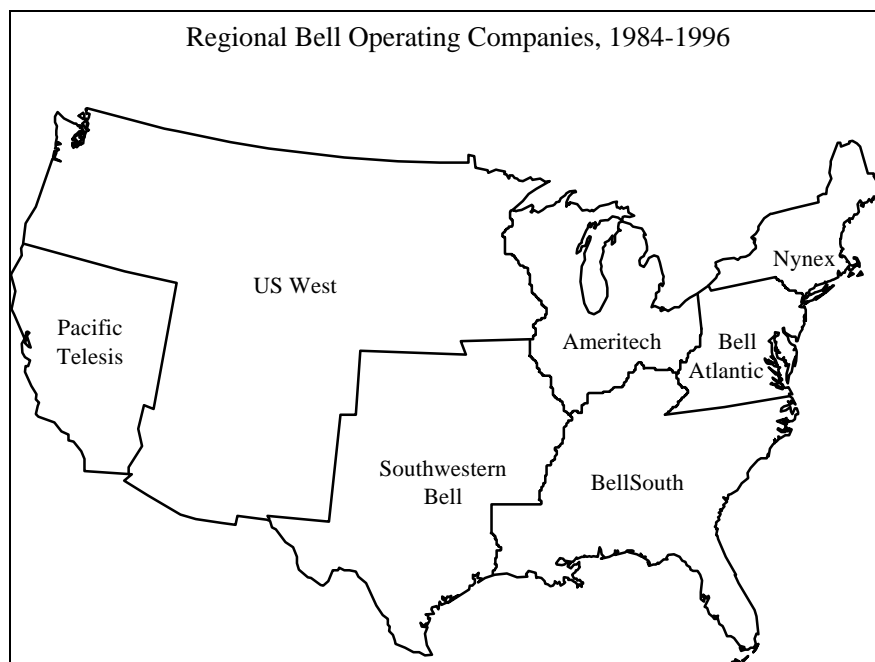 Regional Bell Operating Companies, 1984-1996
Nynex
US West
Pacific
Telesis
Ameritech
Bell
Atlantic
Southwestern
Bell
BellSouth